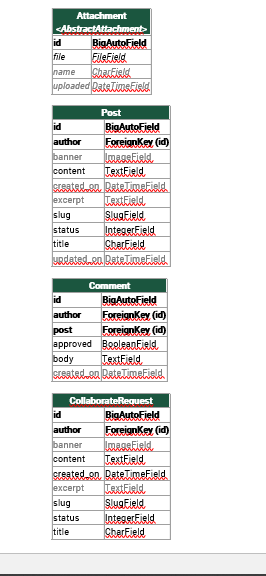 Attachment
<AbstractAttachment>
id BigAutoField
file FileField
name CharField
uploaded DateTimeField
Post
id BigAutoField
author ForeignKey (id)
banner ImageField
content TextField
created_on DateTimeField
excerpt TextField
slug SlugField
status IntegerField
title CharField
updated_on DateTimeField
Comment
id BigAutoField
author ForeignKey (id)
post ForeignKey (id)
approved BooleanField
body TextField
created_on DateTimeField
CollaborateRequest
id BigAutoField
author ForeignKey (id)
banner ImageField
content TextField
created_on DateTimeField
excerpt TextField
slug SlugField
status IntegerField
title CharField